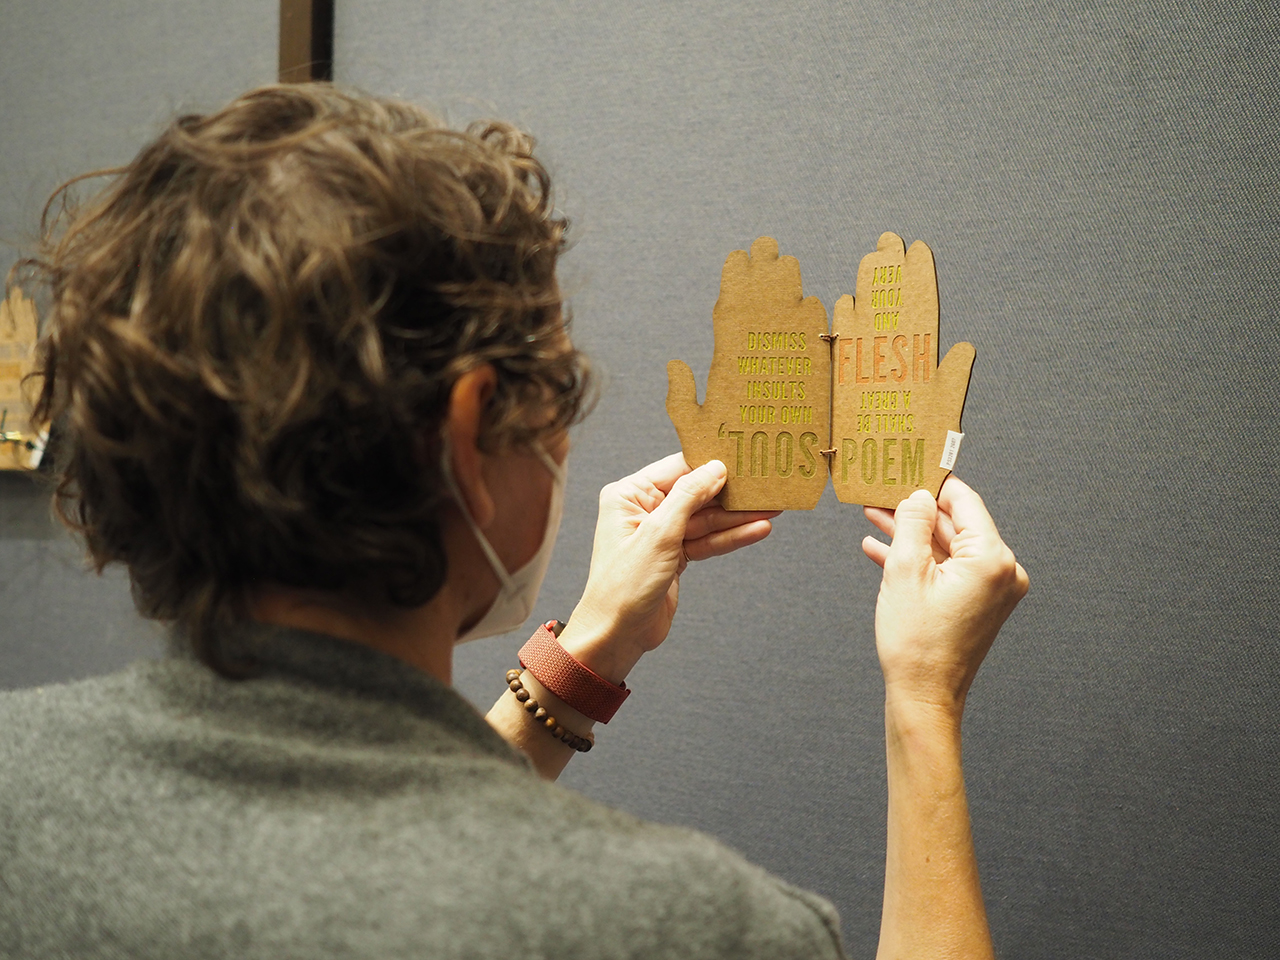 DISMISS
WHATEVER
INSULTS
YOUR OWN
SOUL,
AND
YOUR
VERY
FLESH
SHALL BE
A GREAT
POEM